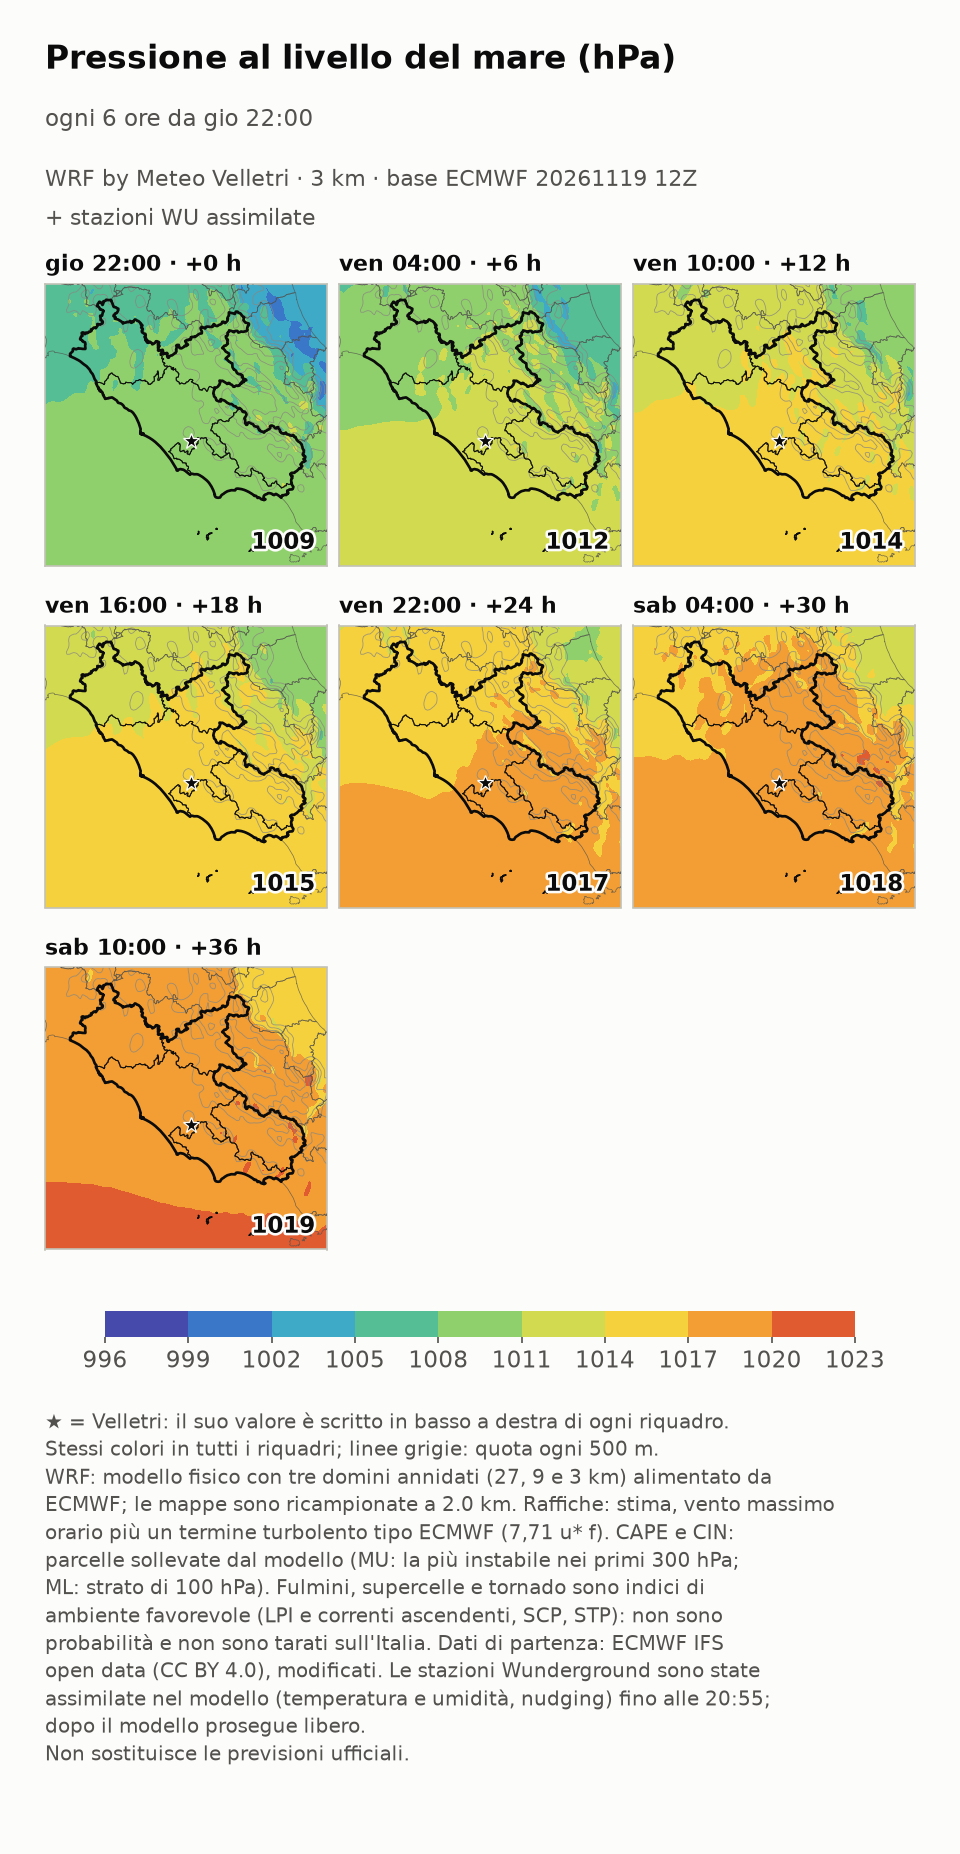 Pressione al livello del mare (hPa)
ogni 6 ore da gio 22:00
WRF by Meteo Velletri · 3 km · base ECMWF 20261119 12Z
+ stazioni WU assimilate
gio 22:00 · +0 h
ven 04:00 · +6 h
ven 10:00 · +12 h
1009
1012
1014
ven 16:00 · +18 h
ven 22:00 · +24 h
sab 04:00 · +30 h
1015
1017
1018
sab 10:00 · +36 h
1019
996 999 1002 1005 1008 1011 1014 1017 1020 1023
★ = Velletri: il suo valore è scritto in basso a destra di ogni riquadro.
Stessi colori in tutti i riquadri; linee grigie: quota ogni 500 m.
WRF: modello fisico con tre domini annidati (27, 9 e 3 km) alimentato da
ECMWF; le mappe sono ricampionate a 2.0 km. Raffiche: stima, vento massimo
orario più un termine turbolento tipo ECMWF (7,71 u* f). CAPE e CIN:
parcelle sollevate dal modello (MU: la più instabile nei primi 300 hPa;
ML: strato di 100 hPa). Fulmini, supercelle e tornado sono indici di
ambiente favorevole (LPI e correnti ascendenti, SCP, STP): non sono
probabilità e non sono tarati sull'Italia. Dati di partenza: ECMWF IFS
open data (CC BY 4.0), modificati. Le stazioni Wunderground sono state
assimilate nel modello (temperatura e umidità, nudging) fino alle 20:55;
dopo il modello prosegue libero.
Non sostituisce le previsioni ufficiali.